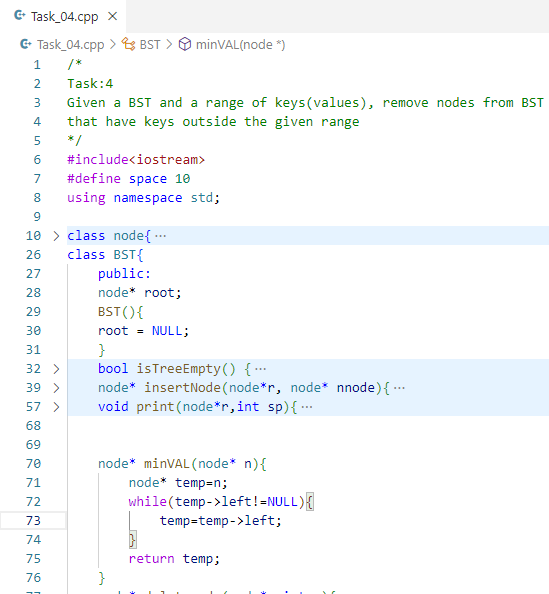 Task_04.cpp ×
Task_04.cpp > BST > minVAL(node *)
1 /*
2 Task:4
3 Given a BST and a range of keys(values), remove nodes from BST
4 that have keys outside the given range
5 */
6 #include<iostream>
7 #define space 10
8 using namespace std;
9
10 > class node{ ···
26 class BST{
27 public:
28 node* root;
29 BST(){
30 root = NULL;
31 }
32 > bool isTreeEmpty() { ···
39 > node* insertNode(node*r, node* nnode){ ···
57 > void print(node*r,int sp){ ···
68
69
70 node* minVAL(node* n){
71 node* temp=n;
72 while(temp->left!=NULL){
73 temp=temp->left;
74 }
75 return temp;
76 }